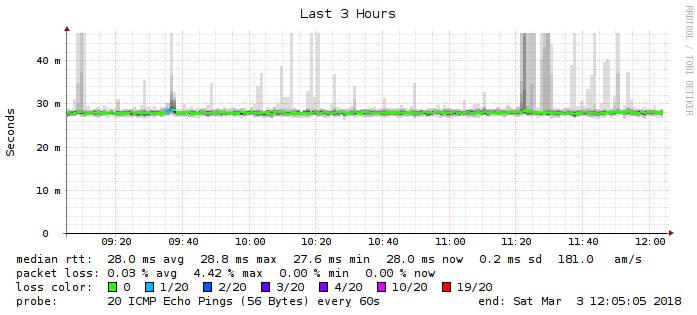 Last 3 Hours
RRDTOOL / TOBI OETIKER
Seconds
40 m
30 m
20 m
10 m
0
09:20 09:40 10:00 10:20 10:40 11:00 11:20 11:40 12:00
median rtt: 28.0 ms avg 28.8 ms max 27.6 ms min 28.0 ms now 0.2 ms sd 181.0 am/s
packet loss: 0.03 % avg 4.42 % max 0.00 % min 0.00 % now
loss color: 0 1/20 2/20 3/20 4/20 10/20 19/20
probe: 20 ICMP Echo Pings (56 Bytes) every 60s end: Sat Mar 3 12:05:05 2018